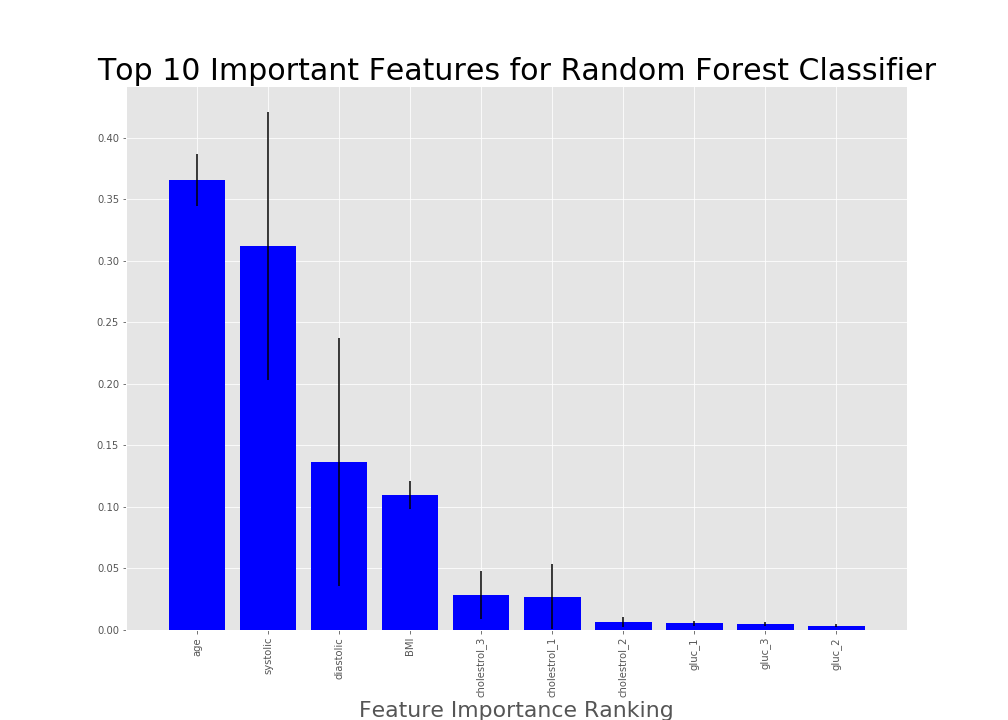 Top 10 Important Features for Random Forest Classifier
0.40
0.35
0.30
0.25
0.20
0.15
0.10
0.05
0.00
age
systolic
diastolic
BMI
cholestrol_3
cholestrol_1
cholestrol_2
gluc_1
gluc_3
gluc_2
Feature Importance Ranking